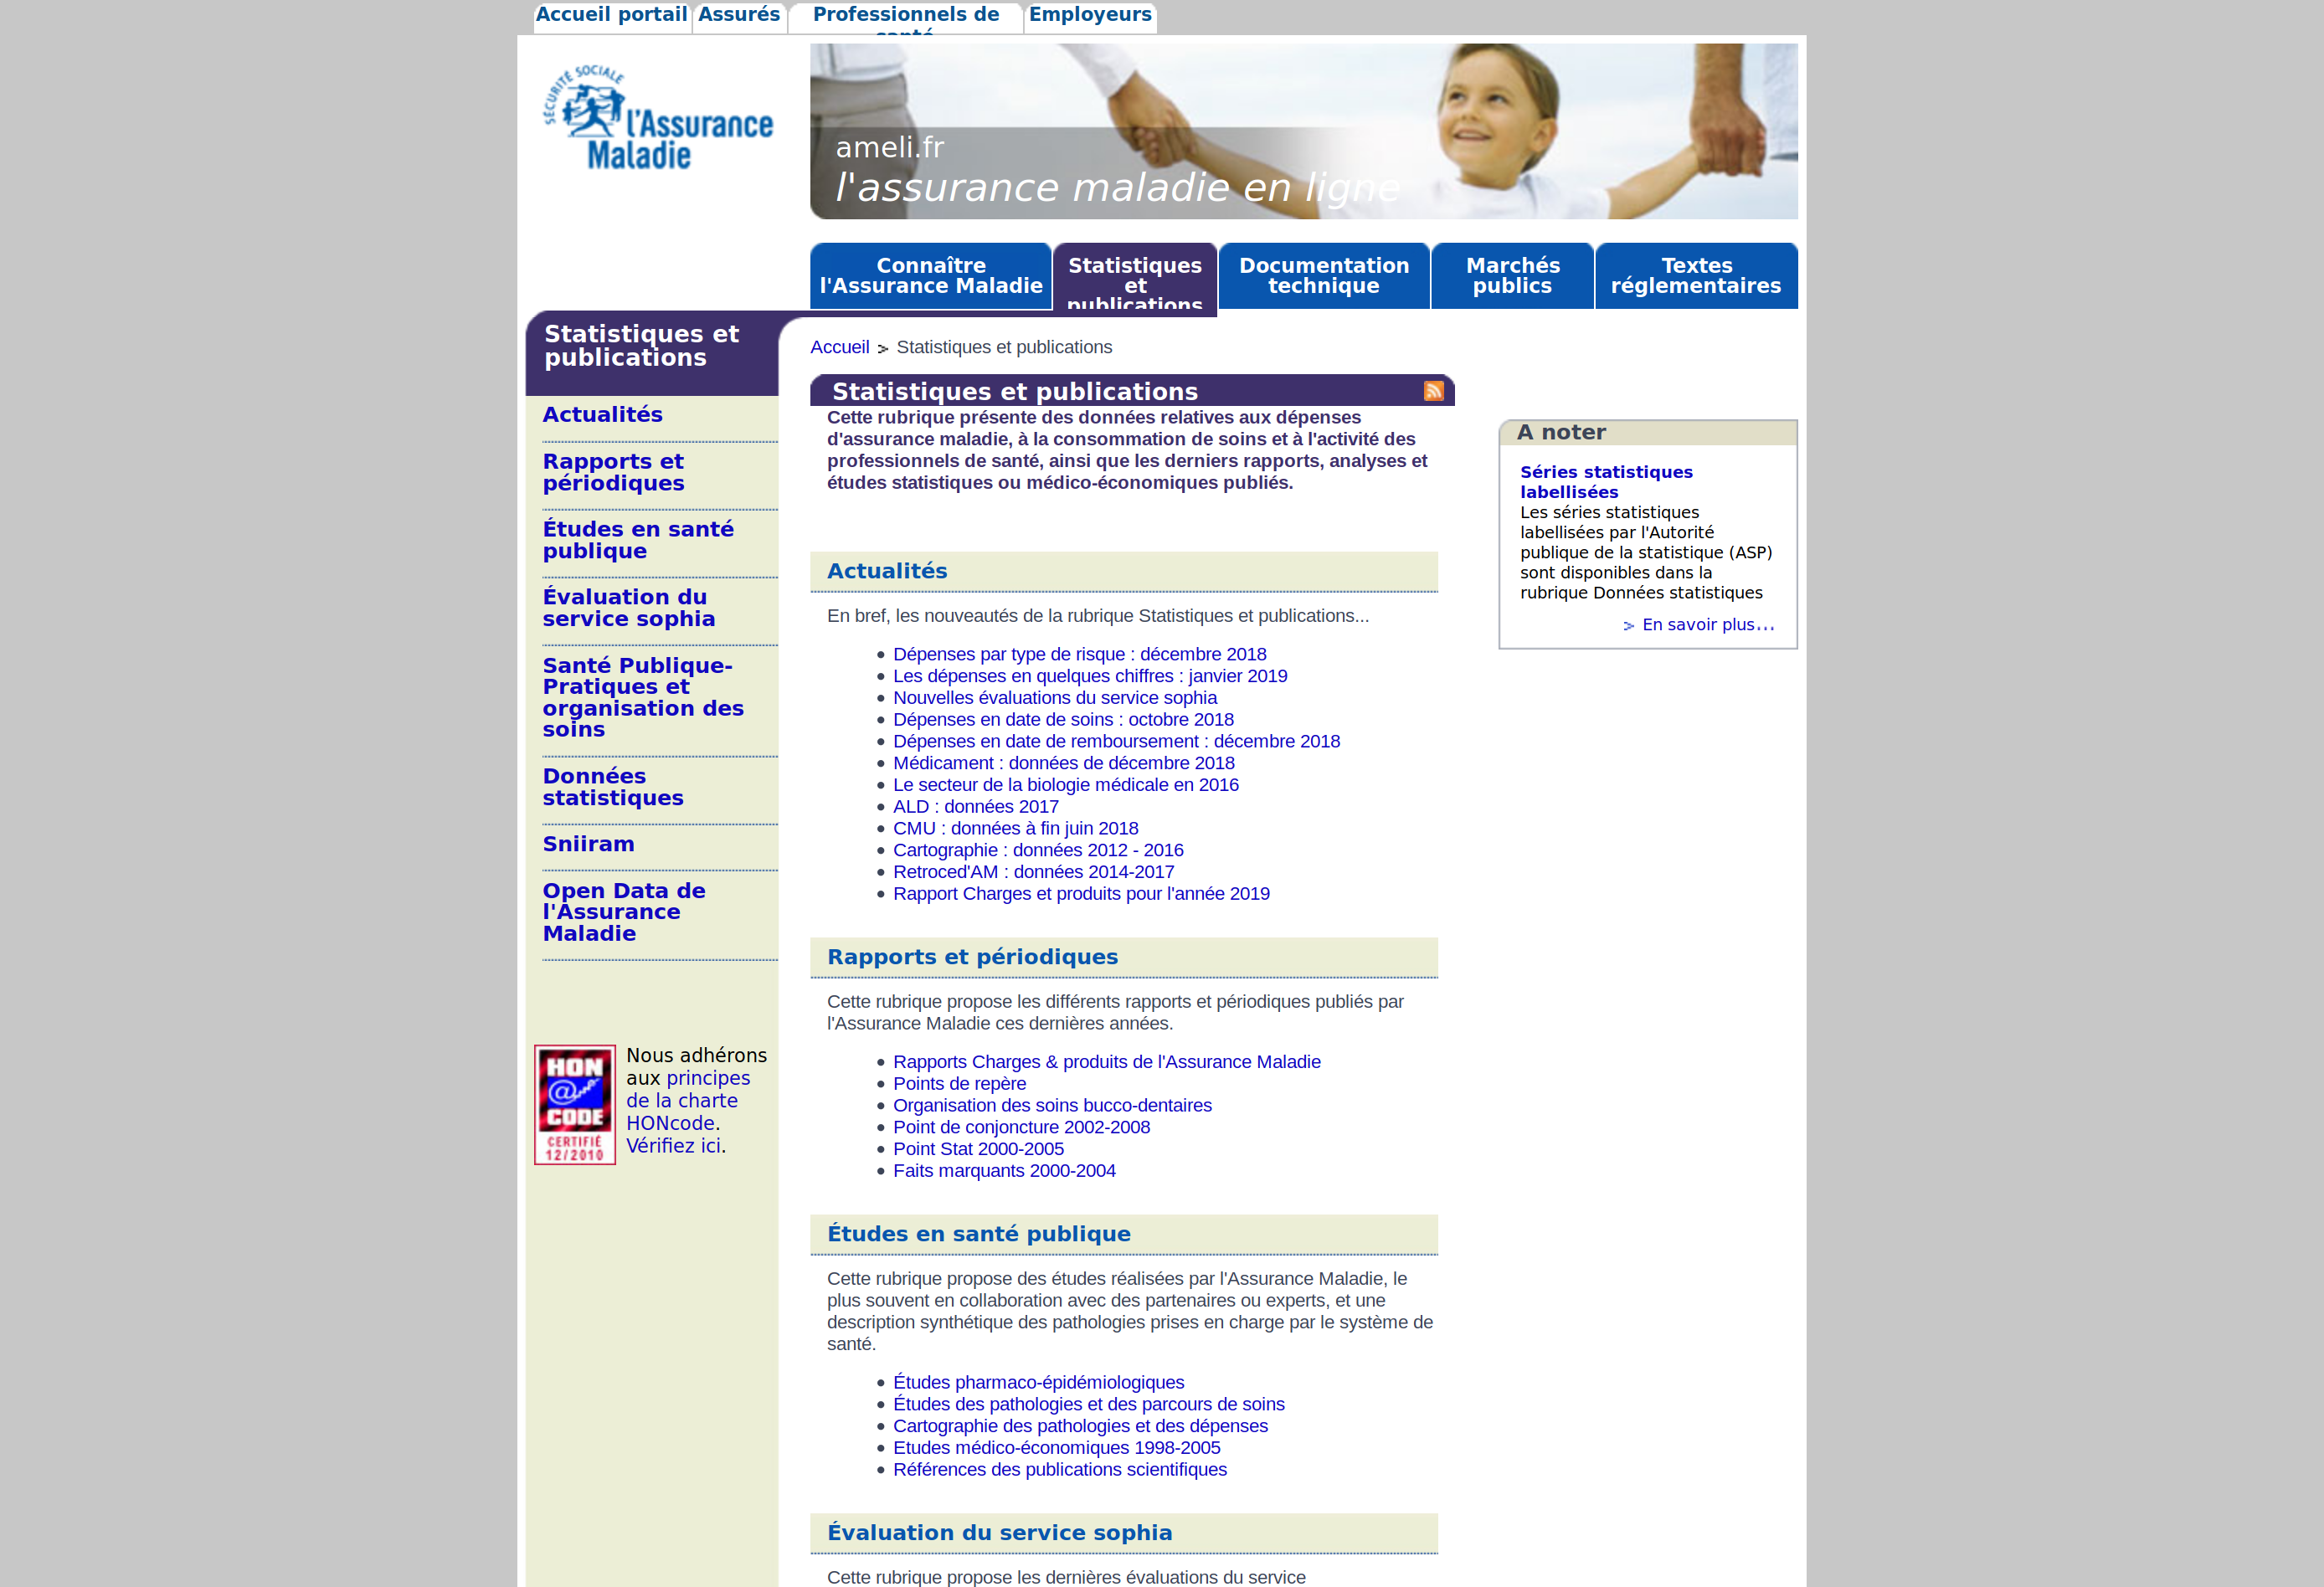 Accueil portail
Assurés
Professionnels de
santé
Employeurs
SÉCURITÉ SOCIALE
l'Assurance
Maladie
ameli.fr
l'assurance maladie en ligne
Connaître
l'Assurance Maladie
Statistiques
et
publications
Documentation
technique
Marchés
publics
Textes
réglementaires
Statistiques et
publications
Actualités
Rapports et
périodiques
Études en santé
publique
Évaluation du
service sophia
Santé Publique-
Pratiques et
organisation des
soins
Données
statistiques
Sniiram
Open Data de
l'Assurance
Maladie
HON
@
CODE
CERTIFIÉ
12/2010
Nous adhérons
aux principes
de la charte
HONcode.
Vérifiez ici.
Accueil > Statistiques et publications
Statistiques et publications
Cette rubrique présente des données relatives aux dépenses
d'assurance maladie, à la consommation de soins et à l'activité des
professionnels de santé, ainsi que les derniers rapports, analyses et
études statistiques ou médico-économiques publiés.
Actualités
En bref, les nouveautés de la rubrique Statistiques et publications...
Dépenses par type de risque : décembre 2018
Les dépenses en quelques chiffres : janvier 2019
Nouvelles évaluations du service sophia
Dépenses en date de soins : octobre 2018
Dépenses en date de remboursement : décembre 2018
Médicament : données de décembre 2018
Le secteur de la biologie médicale en 2016
ALD : données 2017
CMU : données à fin juin 2018
Cartographie : données 2012 - 2016
Retroced'AM : données 2014-2017
Rapport Charges et produits pour l'année 2019
Rapports et périodiques
Cette rubrique propose les différents rapports et périodiques publiés par
l'Assurance Maladie ces dernières années.
Rapports Charges & produits de l'Assurance Maladie
Points de repère
Organisation des soins bucco-dentaires
Point de conjoncture 2002-2008
Point Stat 2000-2005
Faits marquants 2000-2004
Études en santé publique
Cette rubrique propose des études réalisées par l'Assurance Maladie, le
plus souvent en collaboration avec des partenaires ou experts, et une
description synthétique des pathologies prises en charge par le système de
santé.
Études pharmaco-épidémiologiques
Études des pathologies et des parcours de soins
Cartographie des pathologies et des dépenses
Etudes médico-économiques 1998-2005
Références des publications scientifiques
Évaluation du service sophia
Cette rubrique propose les dernières évaluations du service
A noter
Séries statistiques
labellisées
Les séries statistiques
labellisées par l'Autorité
publique de la statistique (ASP)
sont disponibles dans la
rubrique Données statistiques
> En savoir plus...